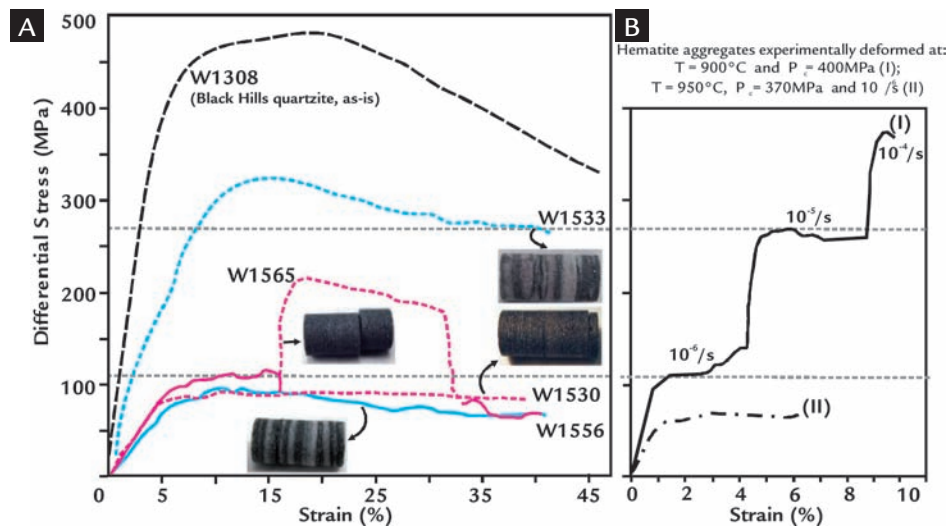 A
500
400
300
200
100
Differential Stress (MPa)
W1308
(Black Hills quartzite, as-is)
W1533
W1565
W1530
W1556
0 5 15 25 35 45
Strain (%)
B
Hematite aggregates experimentally deformed at:
T = 900°C and Pc = 400MPa (I);
T = 950°C, Pc = 370MPa and 10⁻⁶/s (II)
(I)
10⁻⁴/s
10⁻⁵/s
10⁻⁶/s
(II)
0 2 4 6 8 10
Strain (%)